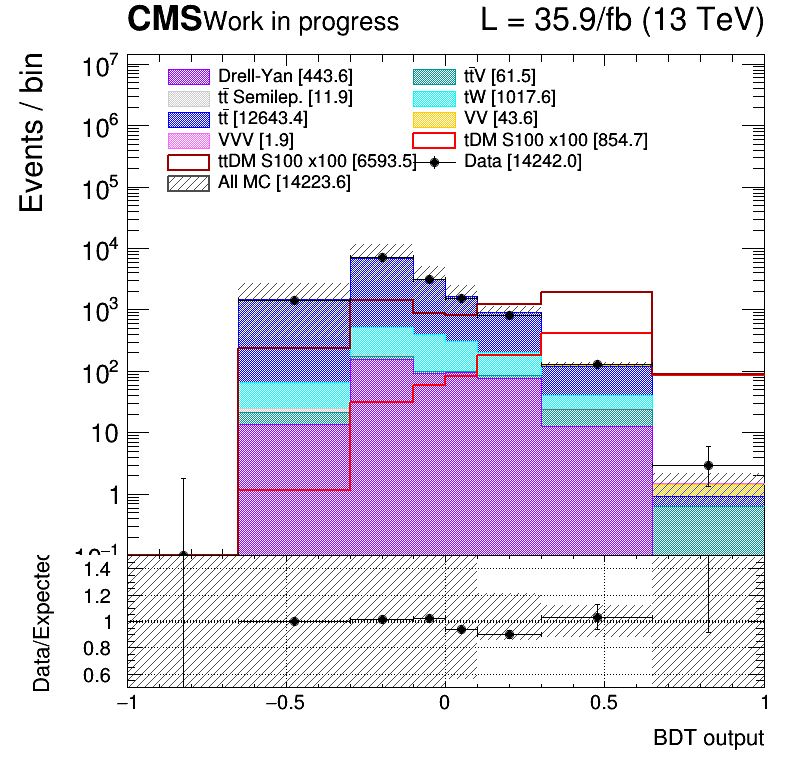 CMS Work in progress L = 35.9/fb (13 TeV)
Events / bin
10⁷
10⁶
10⁵
10⁴
10³
10²
10
1
10⁻¹
Drell-Yan [443.6] tt̄V [61.5]
tt̄ Semilep. [11.9] tW [1017.6]
tt̄ [12643.4] VV [43.6]
VVV [1.9] tDM S100 x100 [854.7]
ttDM S100 x100 [6593.5] Data [14242.0]
All MC [14223.6]
Data/Expected
1.4
1.2
1
0.8
0.6
−1 −0.5 0 0.5 1
BDT output